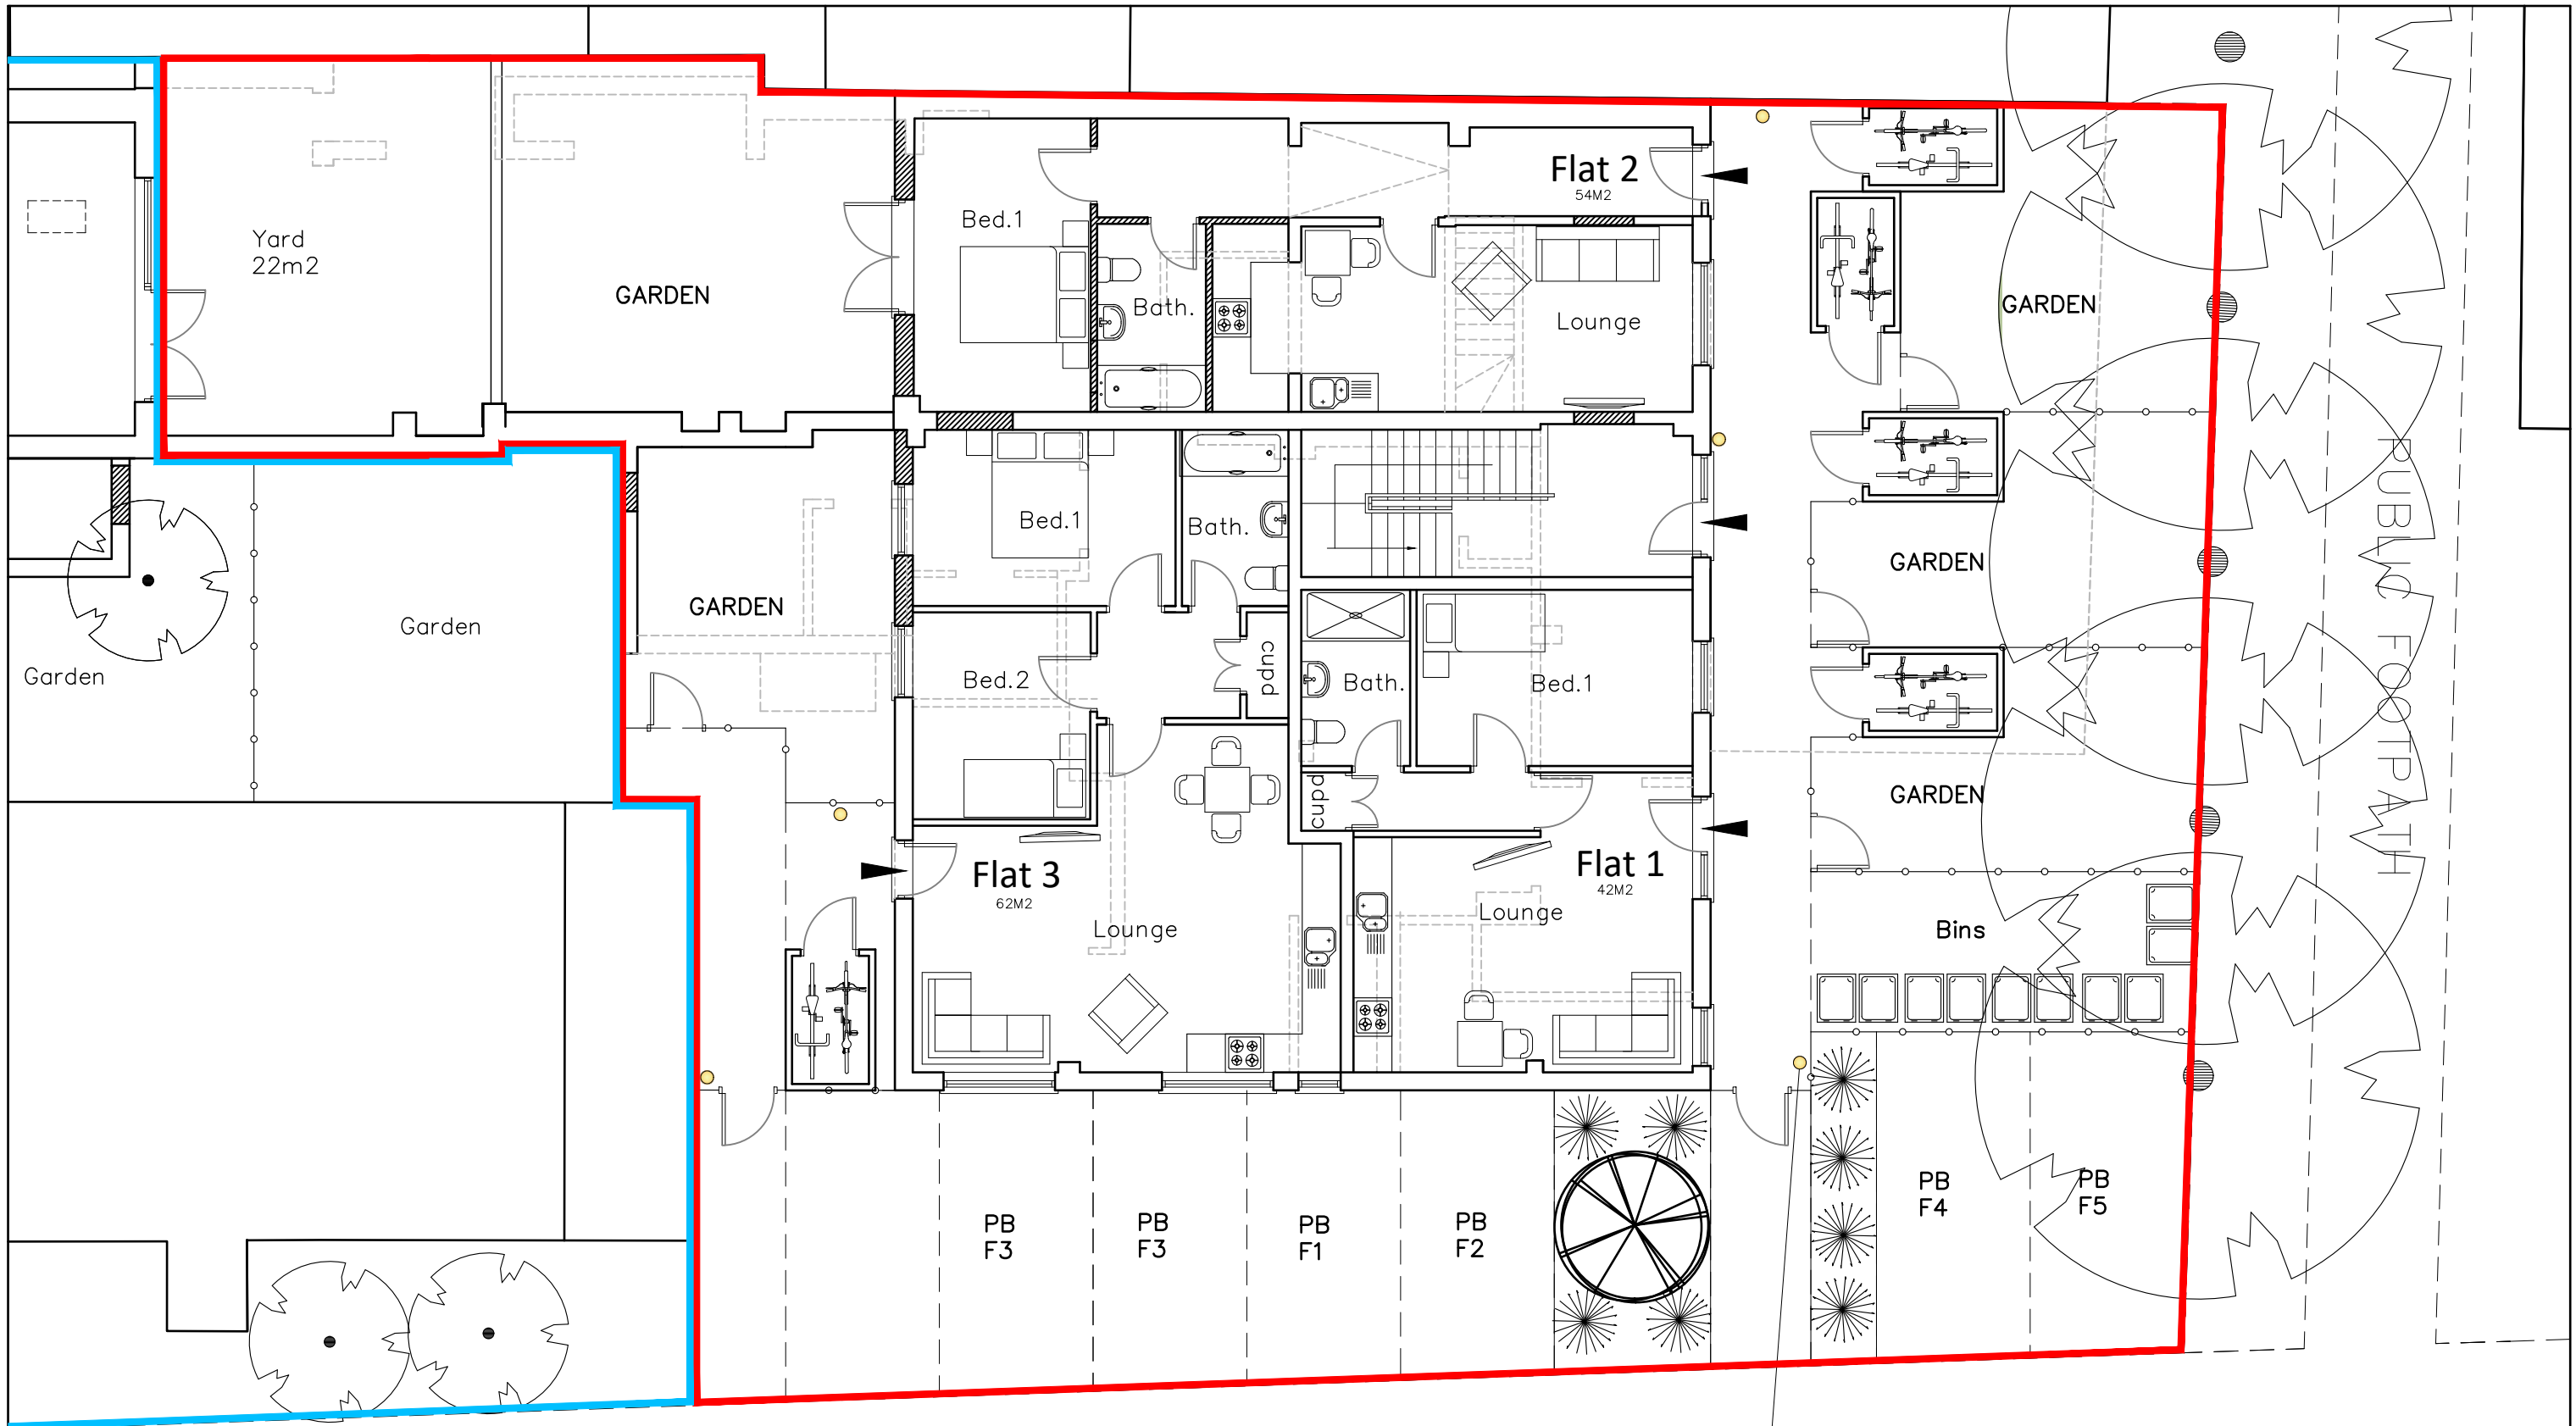 Flat 2
54M2
Bed.1
Yard
22m2
GARDEN
Bath.
Lounge
GARDEN
PUBLIC FOOTPATH
Bed.1
Bath.
GARDEN
GARDEN
Garden
Garden
cupd
Bed.2
Bath.
Bed.1
GARDEN
cupd
Flat 3
62M2
Flat 1
42M2
Lounge
Lounge
Bins
PB
F3
PB
F3
PB
F1
PB
F2
PB
F4
PB
F5